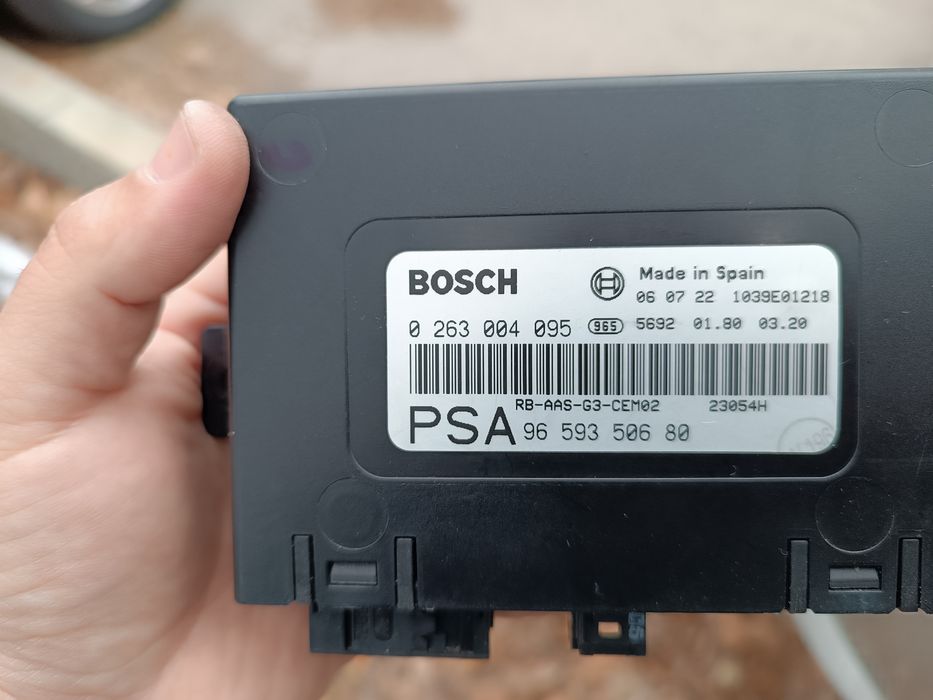 BOSCH
Made in Spain
06 07 22 1039E01218
0 263 004 095 965 5692 01.80 03.20
RB-AAS-G3-CEM02 23054H
PSA 96 593 506 80